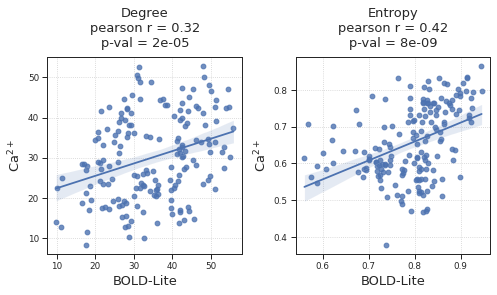 Degree
pearson r = 0.32
p-val = 2e-05
Entropy
pearson r = 0.42
p-val = 8e-09
Ca²⁺
50
40
30
20
10
10 20 30 40 50
BOLD-Lite
Ca²⁺
0.8
0.7
0.6
0.5
0.4
0.6 0.7 0.8 0.9
BOLD-Lite